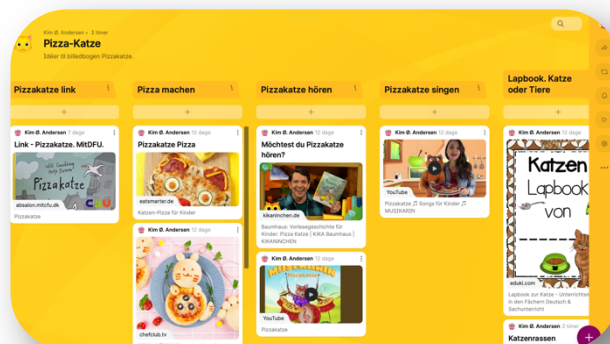 Kim Ø. Andersen • 3 timer
Pizza-Katze
Idéer til billedbogen Pizzakatze.
Pizzakatze link
Pizza machen
Pizzakatze hören
Pizzakatze singen
Lapbook. Katze
oder Tiere
Kim Ø. Andersen 7 dage
Link - Pizzakatze. MitDFU.
Pizzakatze
absalon.mitcfu.dk
CFU
Pizzakatze
Kim Ø. Andersen 12 dage
Pizzakatze Pizza
eatsmarter.de
Katzen-Pizza für Kinder
Kim Ø. Andersen 12 dage
chefclub.tv
Kim Ø. Andersen 12 dage
Möchtest du Pizzakatze
hören?
kikaninchen.de
Baumhaus: Vorlesegeschichte für
Kinder: Pizza Katze | KiKA Baumhaus |
KiKANiNCHEN
Kim Ø. Andersen 12 dage
YouTube
Pizzakatze
Kim Ø. Andersen 12 dage
YouTube
Pizzakatze 🎵 Songs für Kinder 🎵
MUSIKARIN
Kim Ø. Andersen 12 dage
Katzen
Lapbook
von
eduki.com
Lapbook zur Katze - Unterrichten
in den Fächern Deutsch &
Sachunterricht
Kim Ø. Andersen 3 timer
Katzenrassen